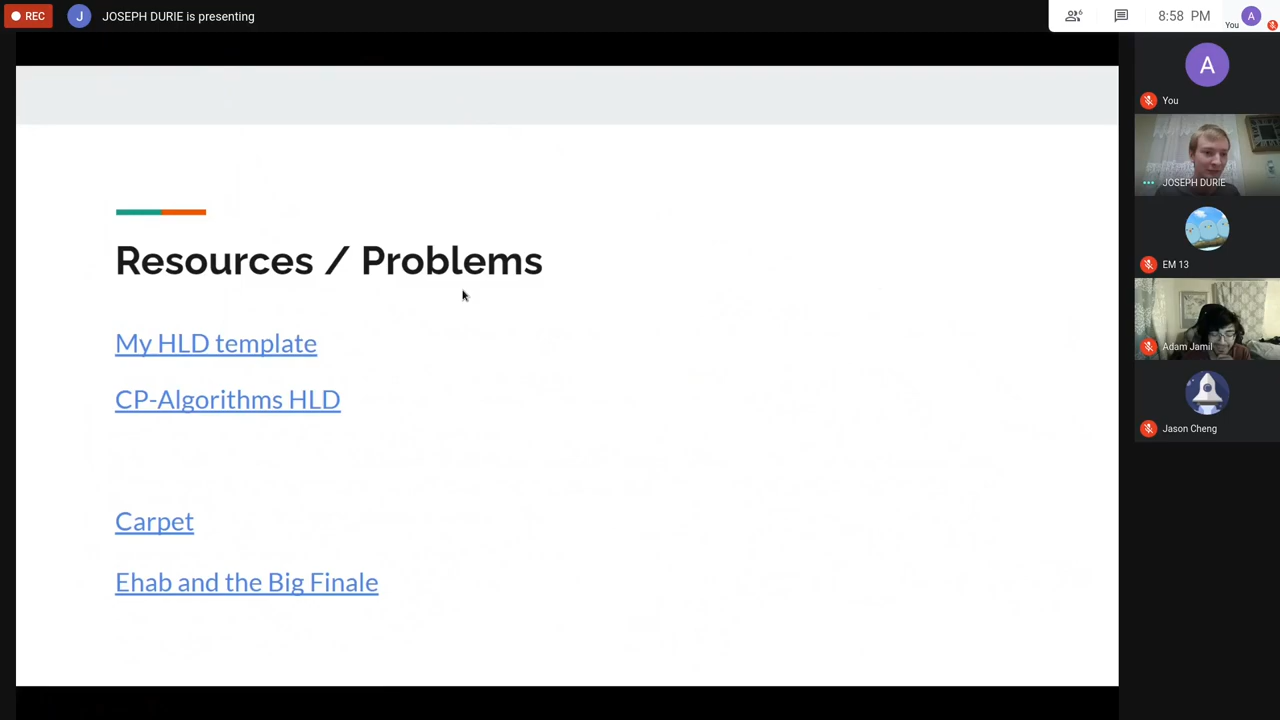 REC
J
JOSEPH DURIE is presenting
6
8:58 PM
You
A
A
You
Resources / Problems
My HLD template
CP-Algorithms HLD
Carpet
Ehab and the Big Finale
JOSEPH DURIE
EM 13
Adam Jamil
Jason Cheng